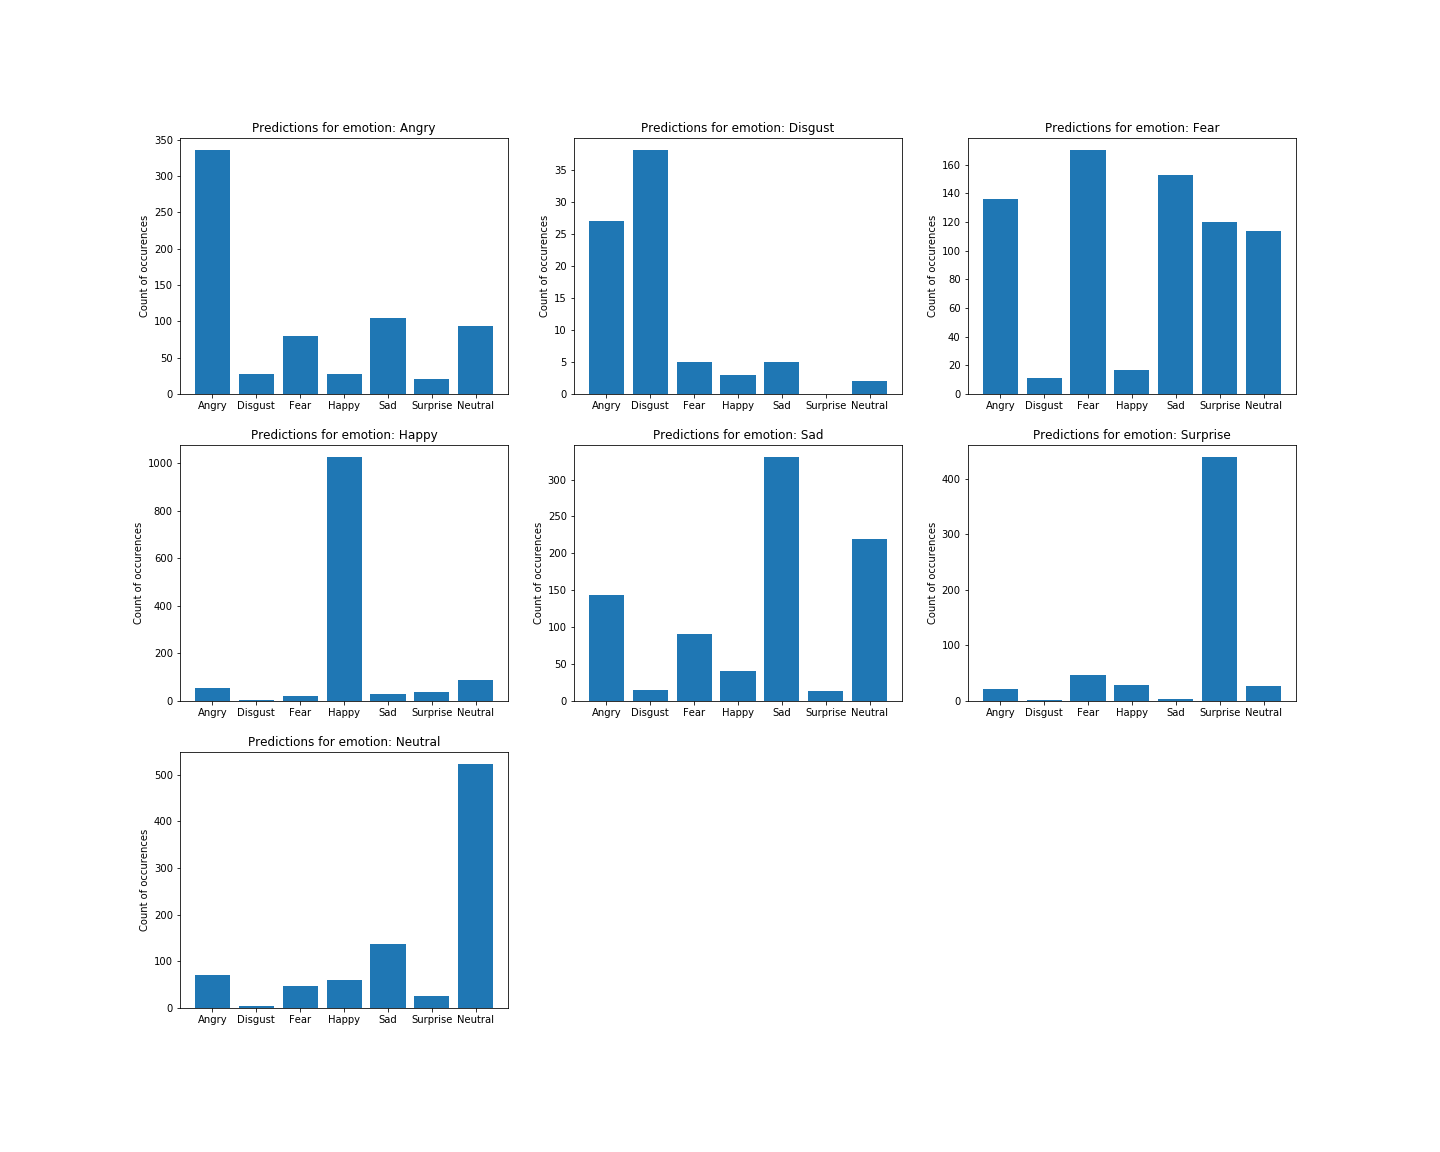 Predictions for emotion: Angry
Count of occurences
350
300
250
200
150
100
50
0
Angry Disgust Fear Happy Sad Surprise Neutral
Predictions for emotion: Disgust
Count of occurences
35
30
25
20
15
10
5
0
Angry Disgust Fear Happy Sad Surprise Neutral
Predictions for emotion: Fear
Count of occurences
160
140
120
100
80
60
40
20
0
Angry Disgust Fear Happy Sad Surprise Neutral
Predictions for emotion: Happy
Count of occurences
1000
800
600
400
200
0
Angry Disgust Fear Happy Sad Surprise Neutral
Predictions for emotion: Sad
Count of occurences
300
250
200
150
100
50
0
Angry Disgust Fear Happy Sad Surprise Neutral
Predictions for emotion: Surprise
Count of occurences
400
300
200
100
0
Angry Disgust Fear Happy Sad Surprise Neutral
Predictions for emotion: Neutral
Count of occurences
500
400
300
200
100
0
Angry Disgust Fear Happy Sad Surprise Neutral